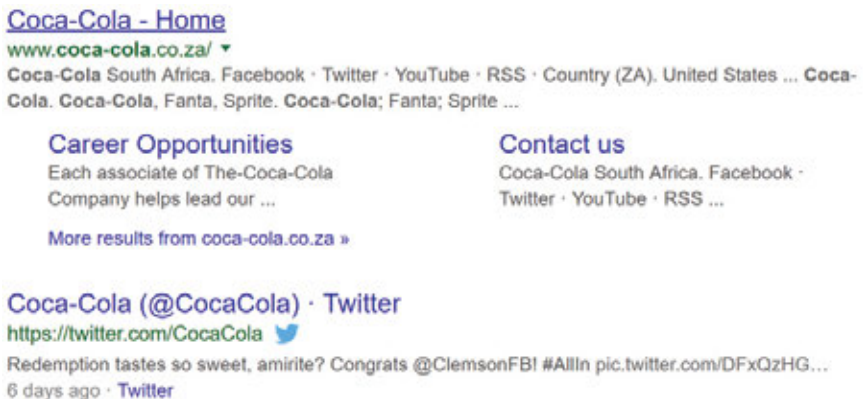 Coca-Cola - Home
www.coca-cola.co.za/
Coca-Cola South Africa. Facebook · Twitter · YouTube · RSS · Country (ZA). United States ... Coca-
Cola. Coca-Cola, Fanta, Sprite. Coca-Cola; Fanta; Sprite ...
Career Opportunities
Each associate of The-Coca-Cola
Company helps lead our ...
Contact us
Coca-Cola South Africa. Facebook ·
Twitter · YouTube · RSS ...
More results from coca-cola.co.za »
Coca-Cola (@CocaCola) · Twitter
https://twitter.com/CocaCola
Redemption tastes so sweet, amirite? Congrats @ClemsonFB! #AllIn pic.twitter.com/DFxQzHG...
6 days ago · Twitter